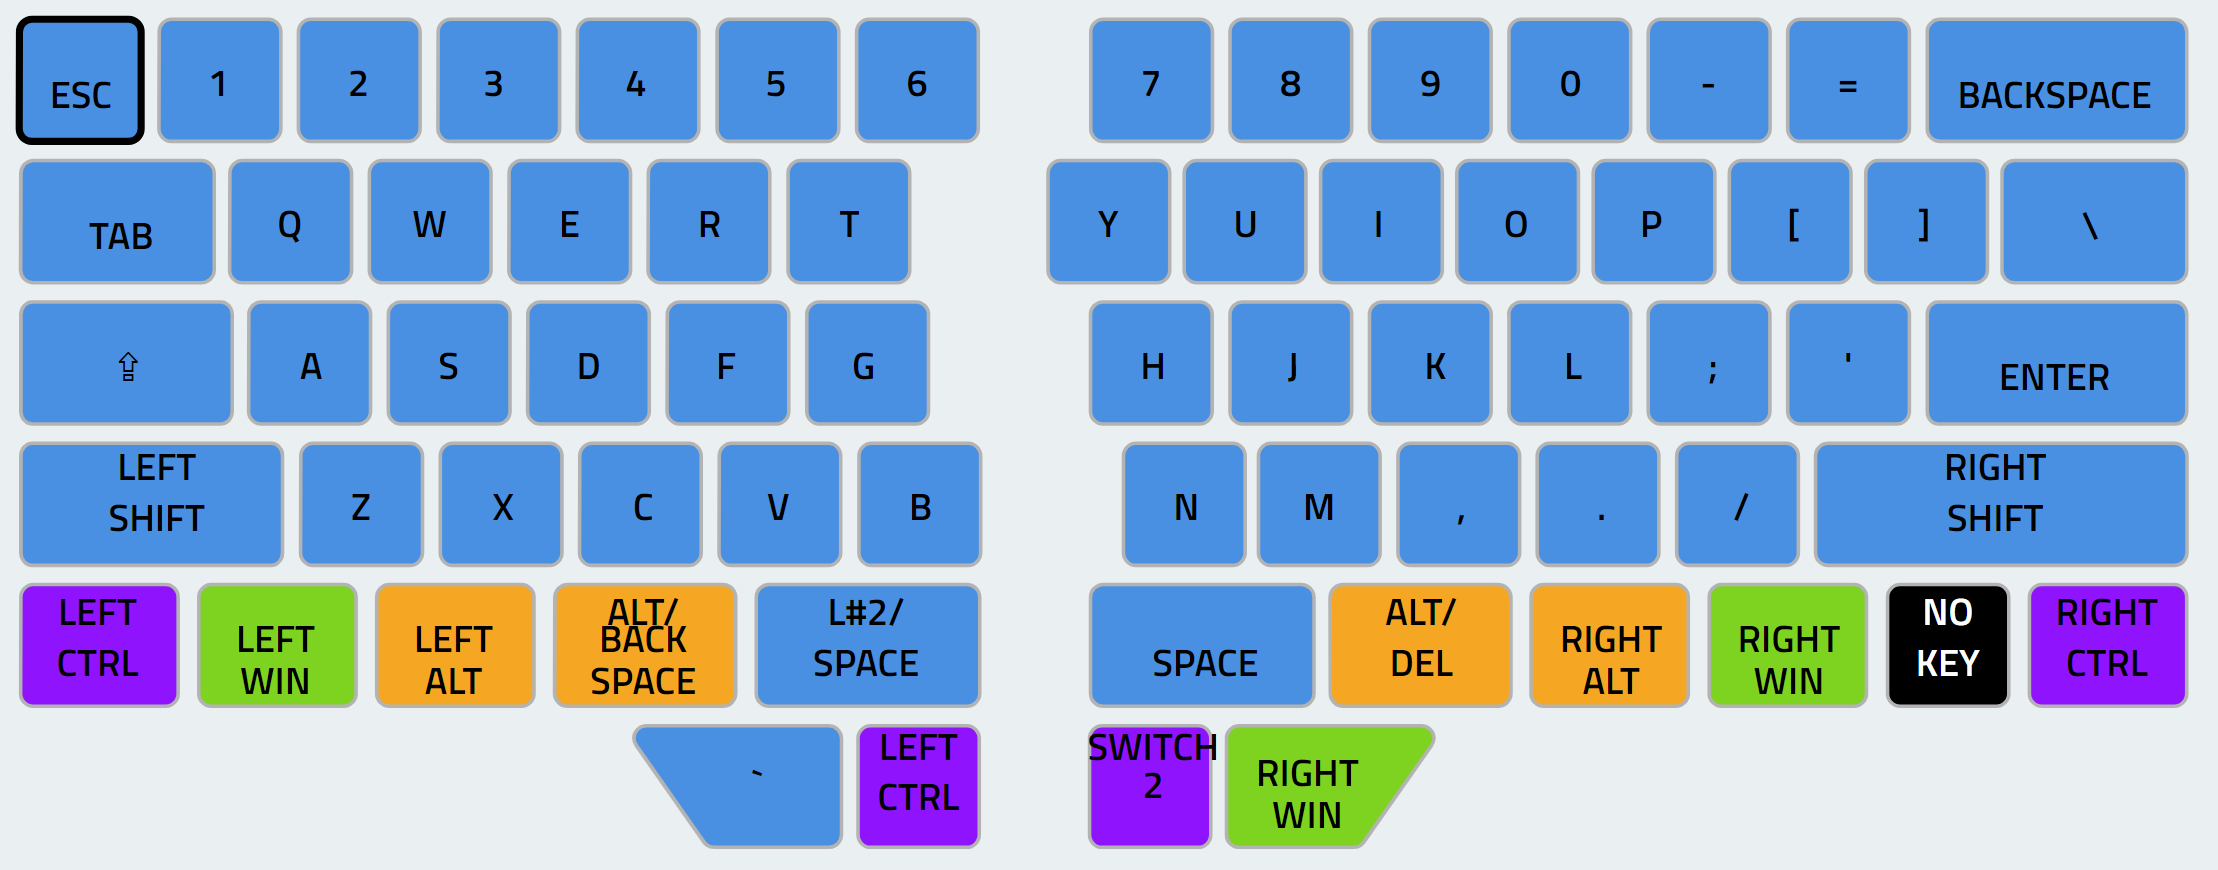 ESC 1 2 3 4 5 6 7 8 9 0 - = BACKSPACE
TAB Q W E R T Y U I O P [ ] \
⇪ A S D F G H J K L ; ' ENTER
LEFT
SHIFT
Z X C V B N M , . /
RIGHT
SHIFT
LEFT
CTRL
LEFT
WIN
LEFT
ALT
ALT/
BACK
SPACE
L#2/
SPACE
SPACE
ALT/
DEL
RIGHT
ALT
RIGHT
WIN
NO
KEY
RIGHT
CTRL
`
LEFT
CTRL
SWITCH
2
RIGHT
WIN